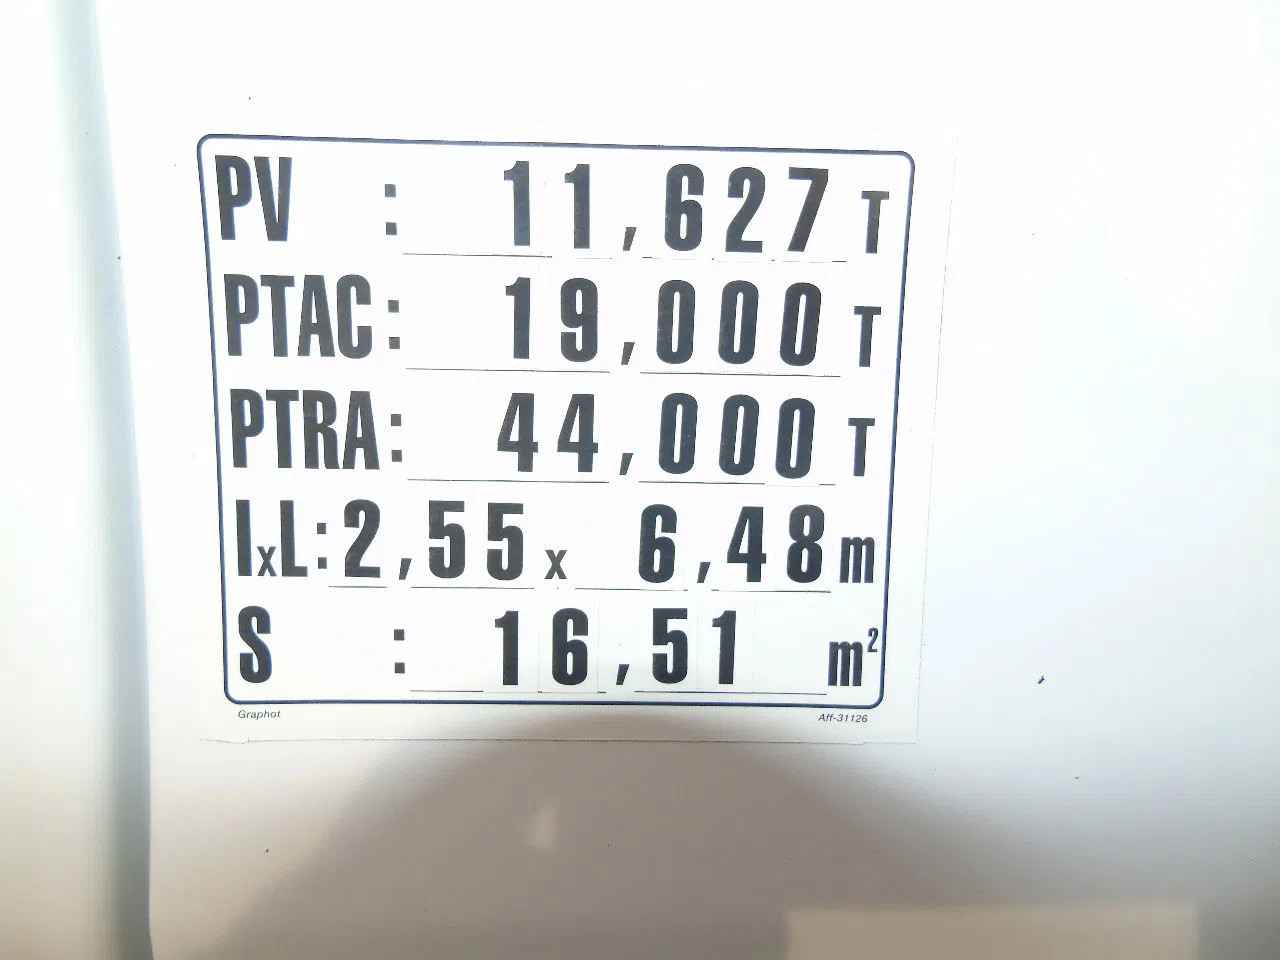 PV : 11,627 T
PTAC: 19,000 T
PTRA: 44,000 T
lxL: 2,55 x 6,48 m
S : 16,51 m²
Graphot Aff-31126